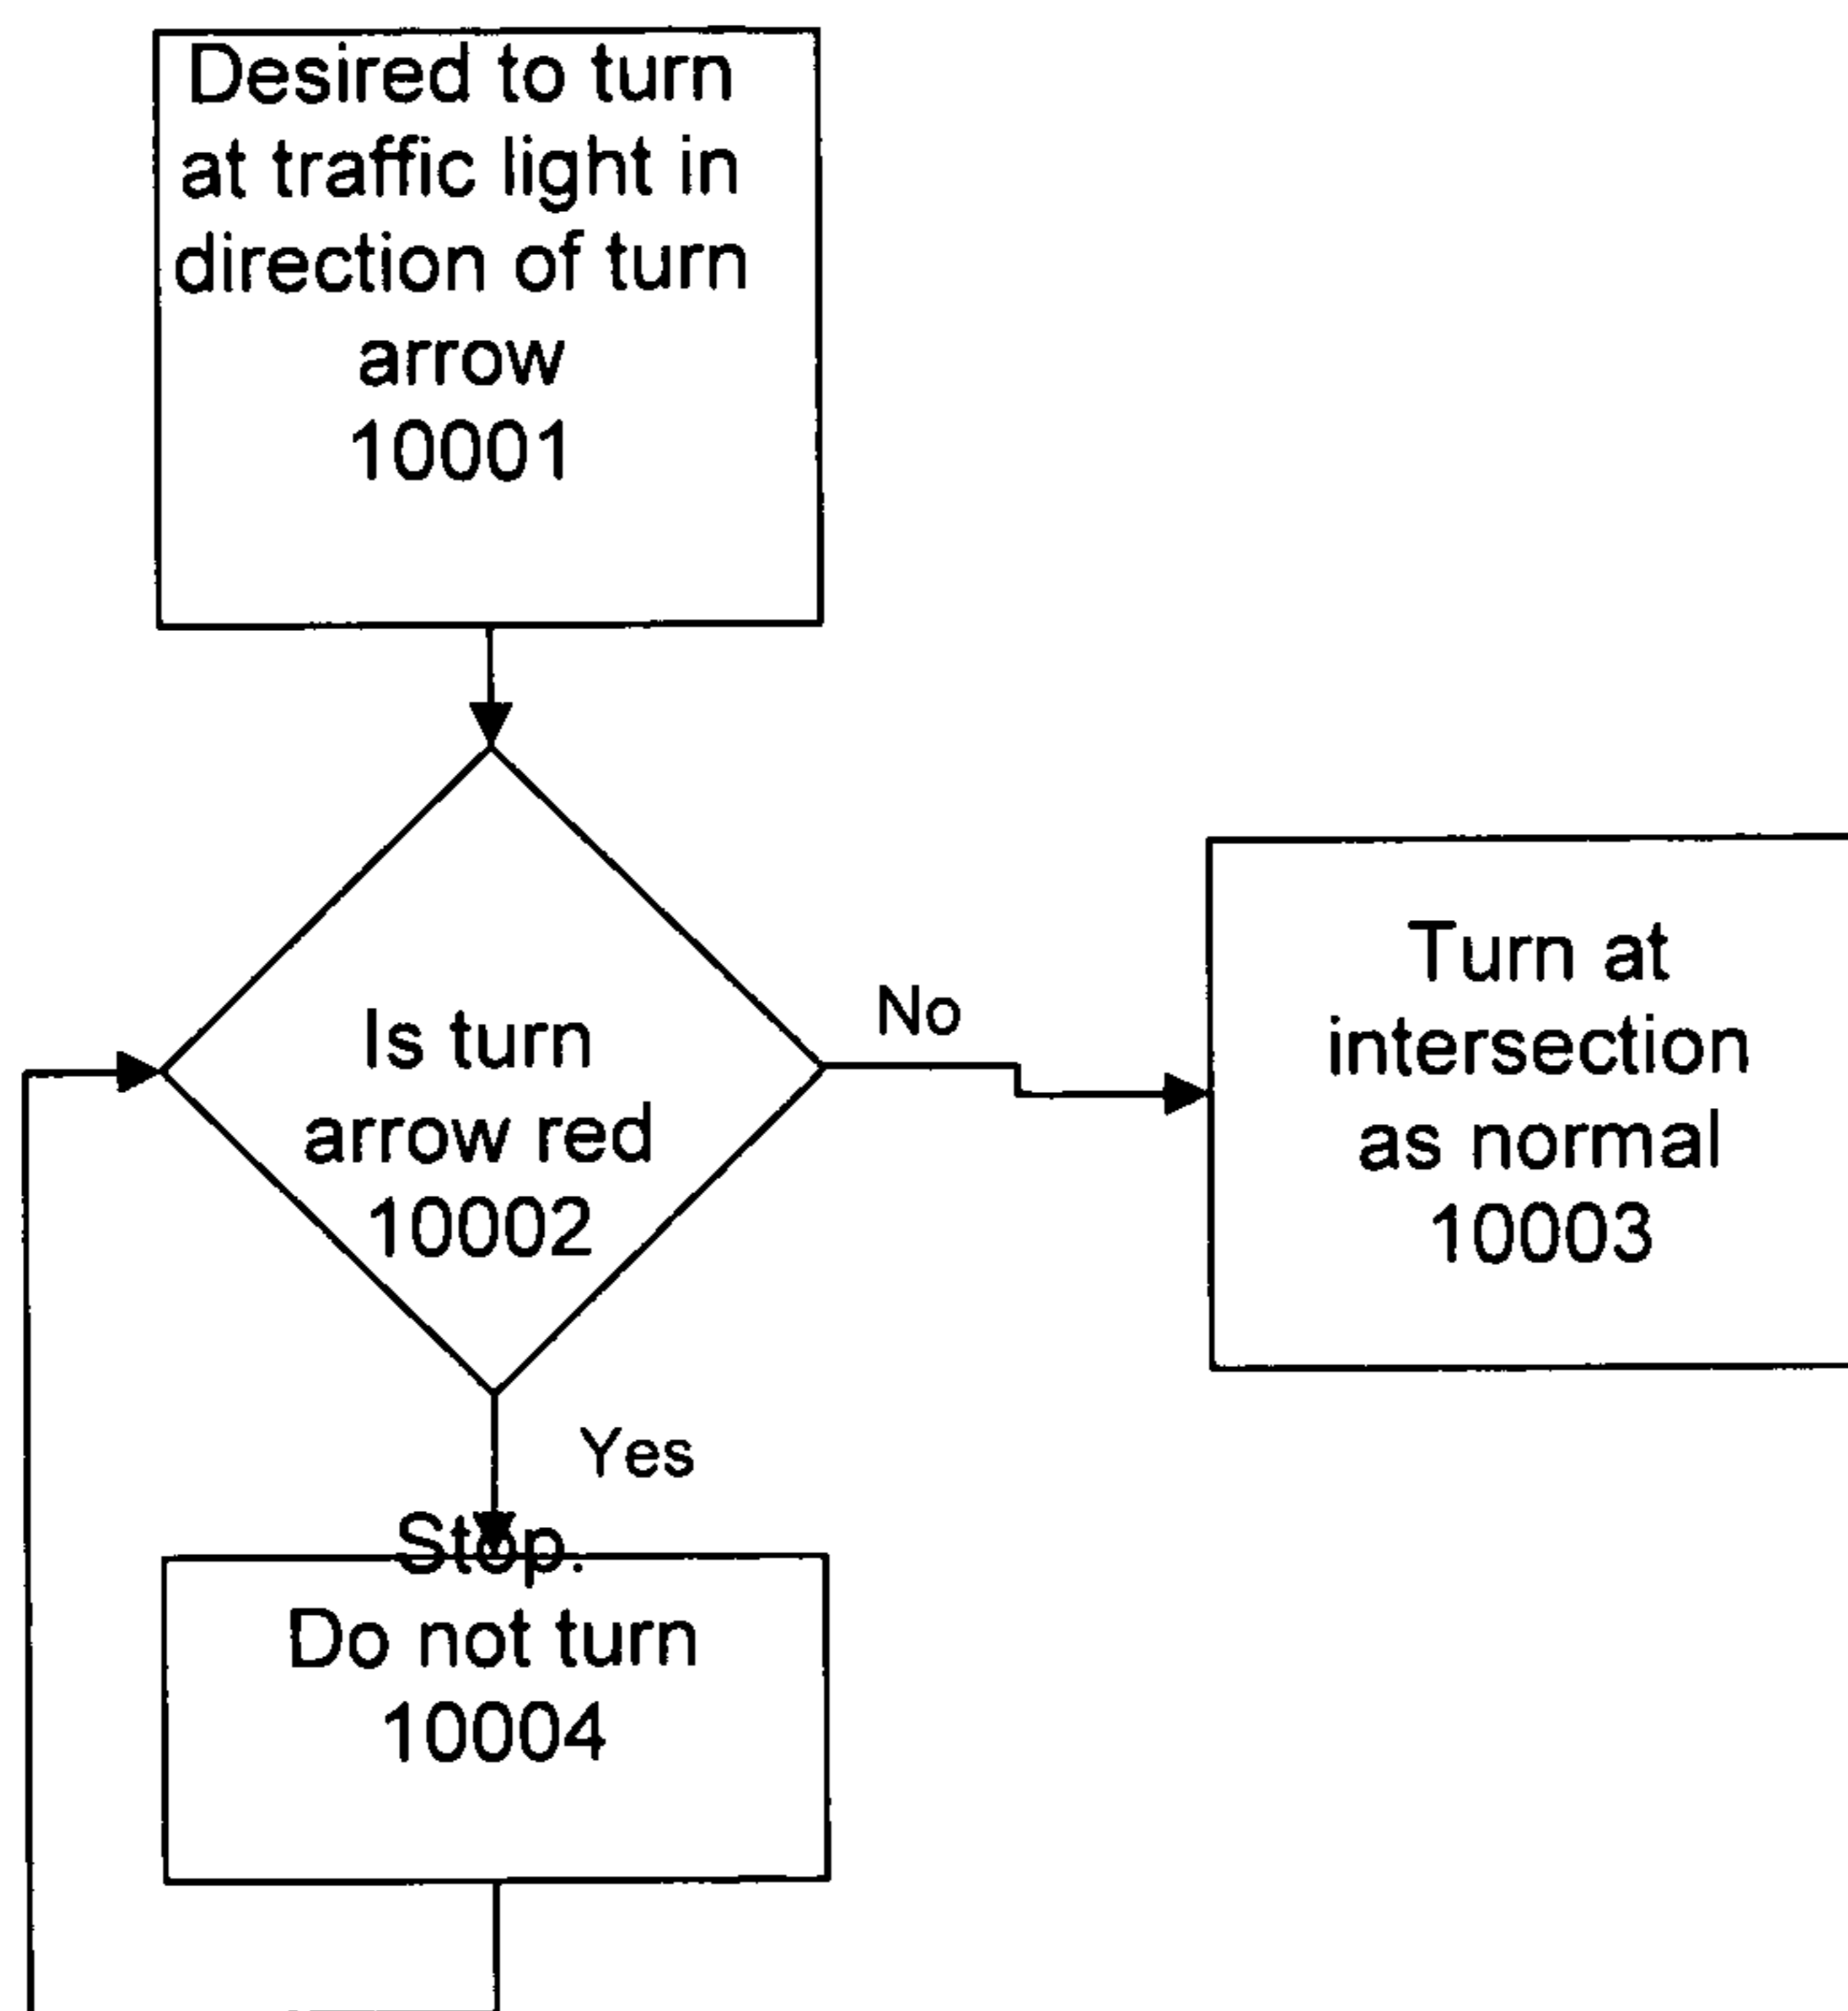 Desired to turn
at traffic light in
direction of turn
arrow
10001
Is turn
arrow red
10002
No
Turn at
intersection
as normal
10003
Yes
Stop.
Do not turn
10004